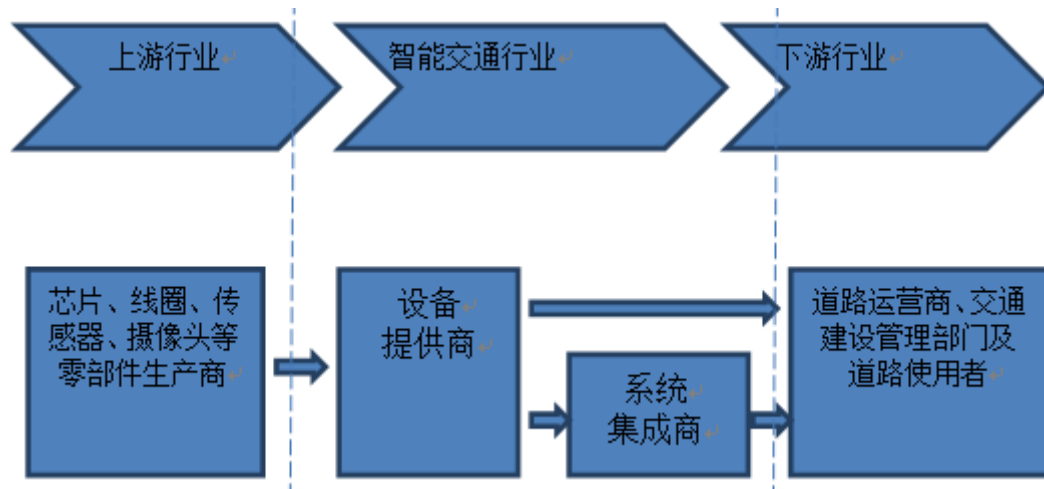 上游行业
智能交通行业
下游行业
芯片、线圈、传
感器、摄像头等
零部件生产商
设备
提供商
系统
集成商
道路运营商、交通
建设管理部门及
道路使用者